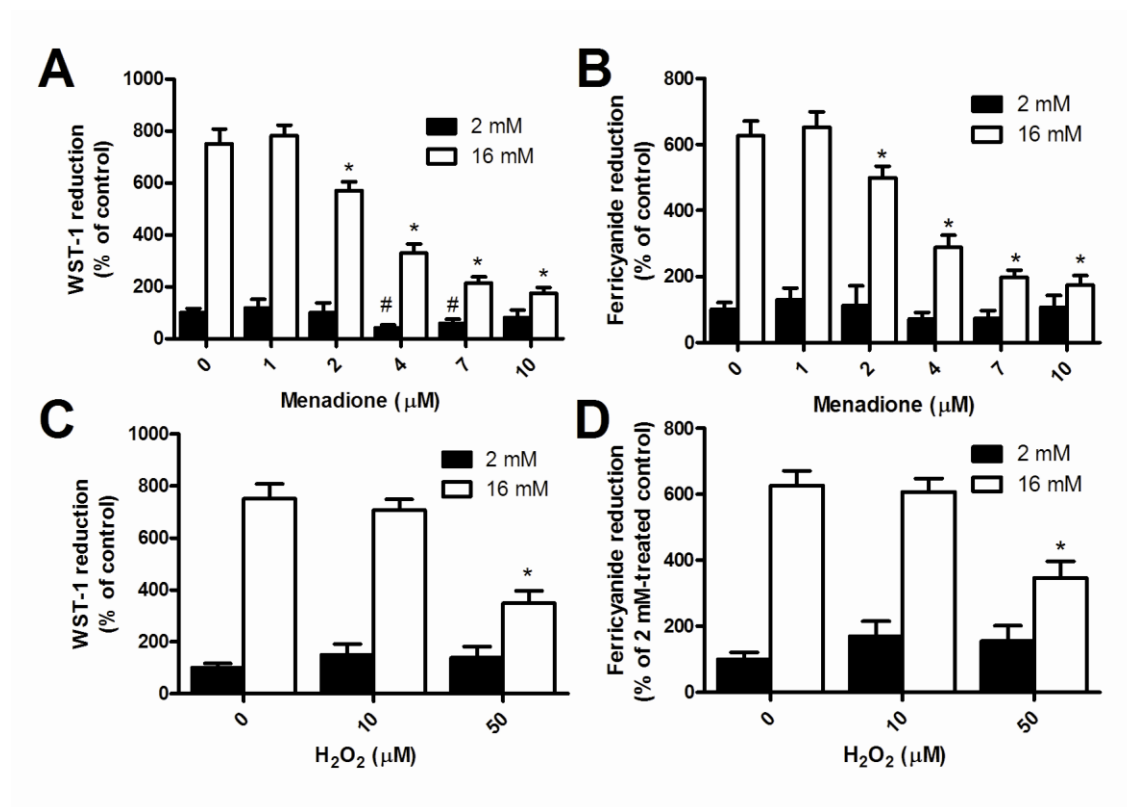 A
WST-1 reduction
(% of control)
1000
800
600
400
200
0
2 mM
16 mM
*
*
*
*
#
#
0
1
2
4
7
10
Menadione (μM)
B
Ferricyanide reduction
(% of control)
800
600
400
200
0
2 mM
16 mM
*
*
*
*
0
1
2
4
7
10
Menadione (μM)
C
WST-1 reduction
(% of control)
1000
800
600
400
200
0
2 mM
16 mM
*
0
10
50
H₂O₂ (μM)
D
Ferricyanide reduction
(% of 2 mM-treated control)
800
600
400
200
0
2 mM
16 mM
*
0
10
50
H₂O₂ (μM)